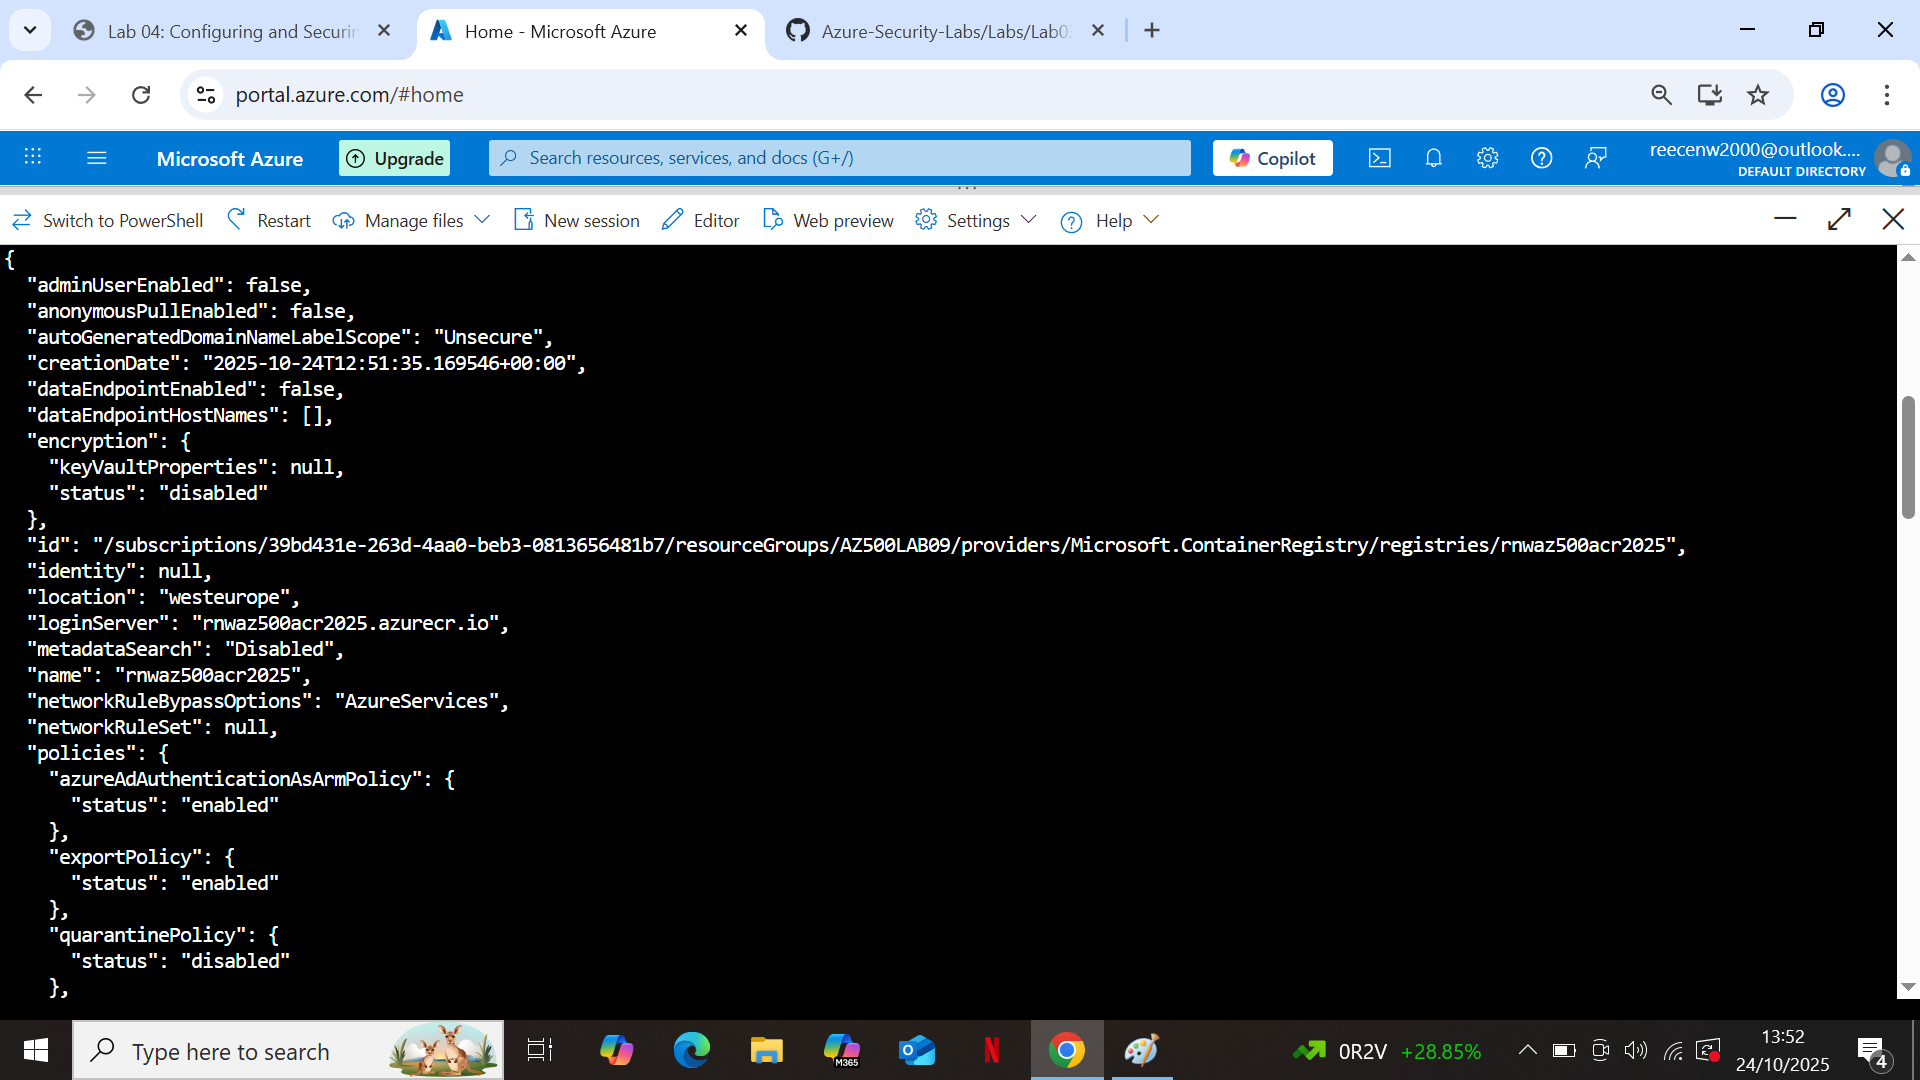 Lab 04: Configuring and Securin
Home - Microsoft Azure
Azure-Security-Labs/Labs/Lab03
portal.azure.com/#home
Microsoft Azure
Upgrade
Search resources, services, and docs (G+/)
Copilot
reecenw2000@outlook....
DEFAULT DIRECTORY
Switch to PowerShell
Restart
Manage files
New session
Editor
Web preview
Settings
Help
{
"adminUserEnabled": false,
"anonymousPullEnabled": false,
"autoGeneratedDomainNameLabelScope": "Unsecure",
"creationDate": "2025-10-24T12:51:35.169546+00:00",
"dataEndpointEnabled": false,
"dataEndpointHostNames": [],
"encryption": {
"keyVaultProperties": null,
"status": "disabled"
},
"id": "/subscriptions/39bd431e-263d-4aa0-beb3-0813656481b7/resourceGroups/AZ500LAB09/providers/Microsoft.ContainerRegistry/registries/rnwaz500acr2025",
"identity": null,
"location": "westeurope",
"loginServer": "rnwaz500acr2025.azurecr.io",
"metadataSearch": "Disabled",
"name": "rnwaz500acr2025",
"networkRuleBypassOptions": "AzureServices",
"networkRuleSet": null,
"policies": {
"azureAdAuthenticationAsArmPolicy": {
"status": "enabled"
},
"exportPolicy": {
"status": "enabled"
},
"quarantinePolicy": {
"status": "disabled"
},
Type here to search
M365
0R2V +28.85%
13:52
24/10/2025
4